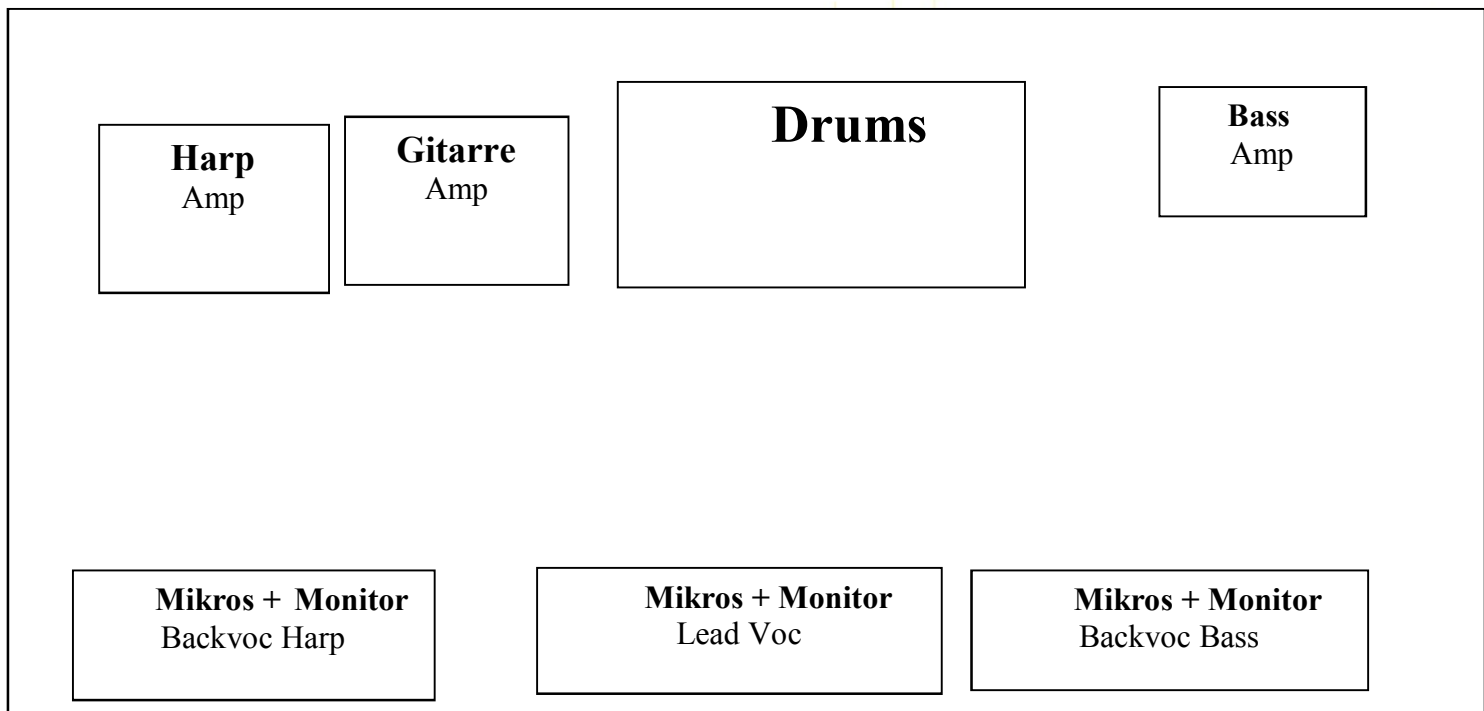 Harp
Amp
Gitarre
Amp
Drums
Bass
Amp
Mikros + Monitor
Backvoc Harp
Mikros + Monitor
Lead Voc
Mikros + Monitor
Backvoc Bass